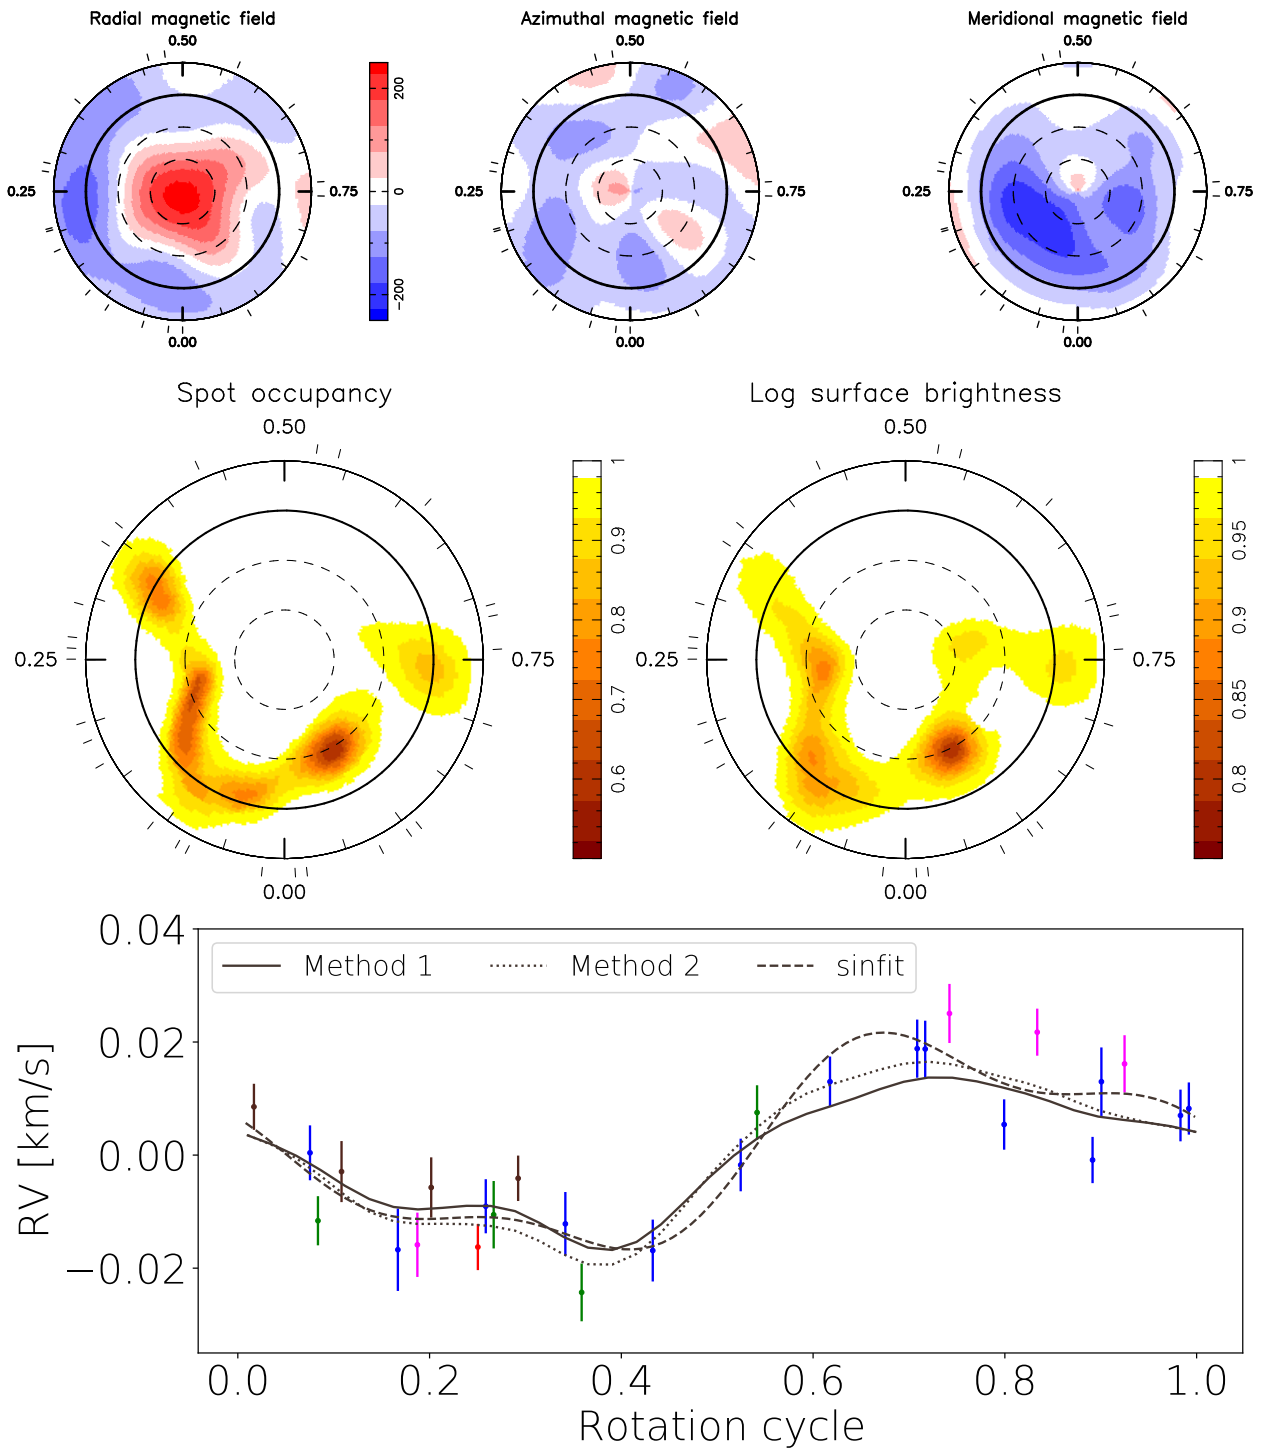 Radial magnetic field Azimuthal magnetic field Meridional magnetic field
0.50 0.50 0.50
200
0.25 0.75 0 0.25 0.75 0.25 0.75
-200
0.00 0.00 0.00
Spot occupancy Log surface brightness
0.50 0.50
1 1
0.9 0.95
0.8 0.9
0.25 0.75 0.25 0.75
0.7 0.85
0.6 0.8
0.00 0.00
0.04
Method 1 Method 2 sinfit
0.02
RV [km/s]
0.00
−0.02
0.0 0.2 0.4 0.6 0.8 1.0
Rotation cycle